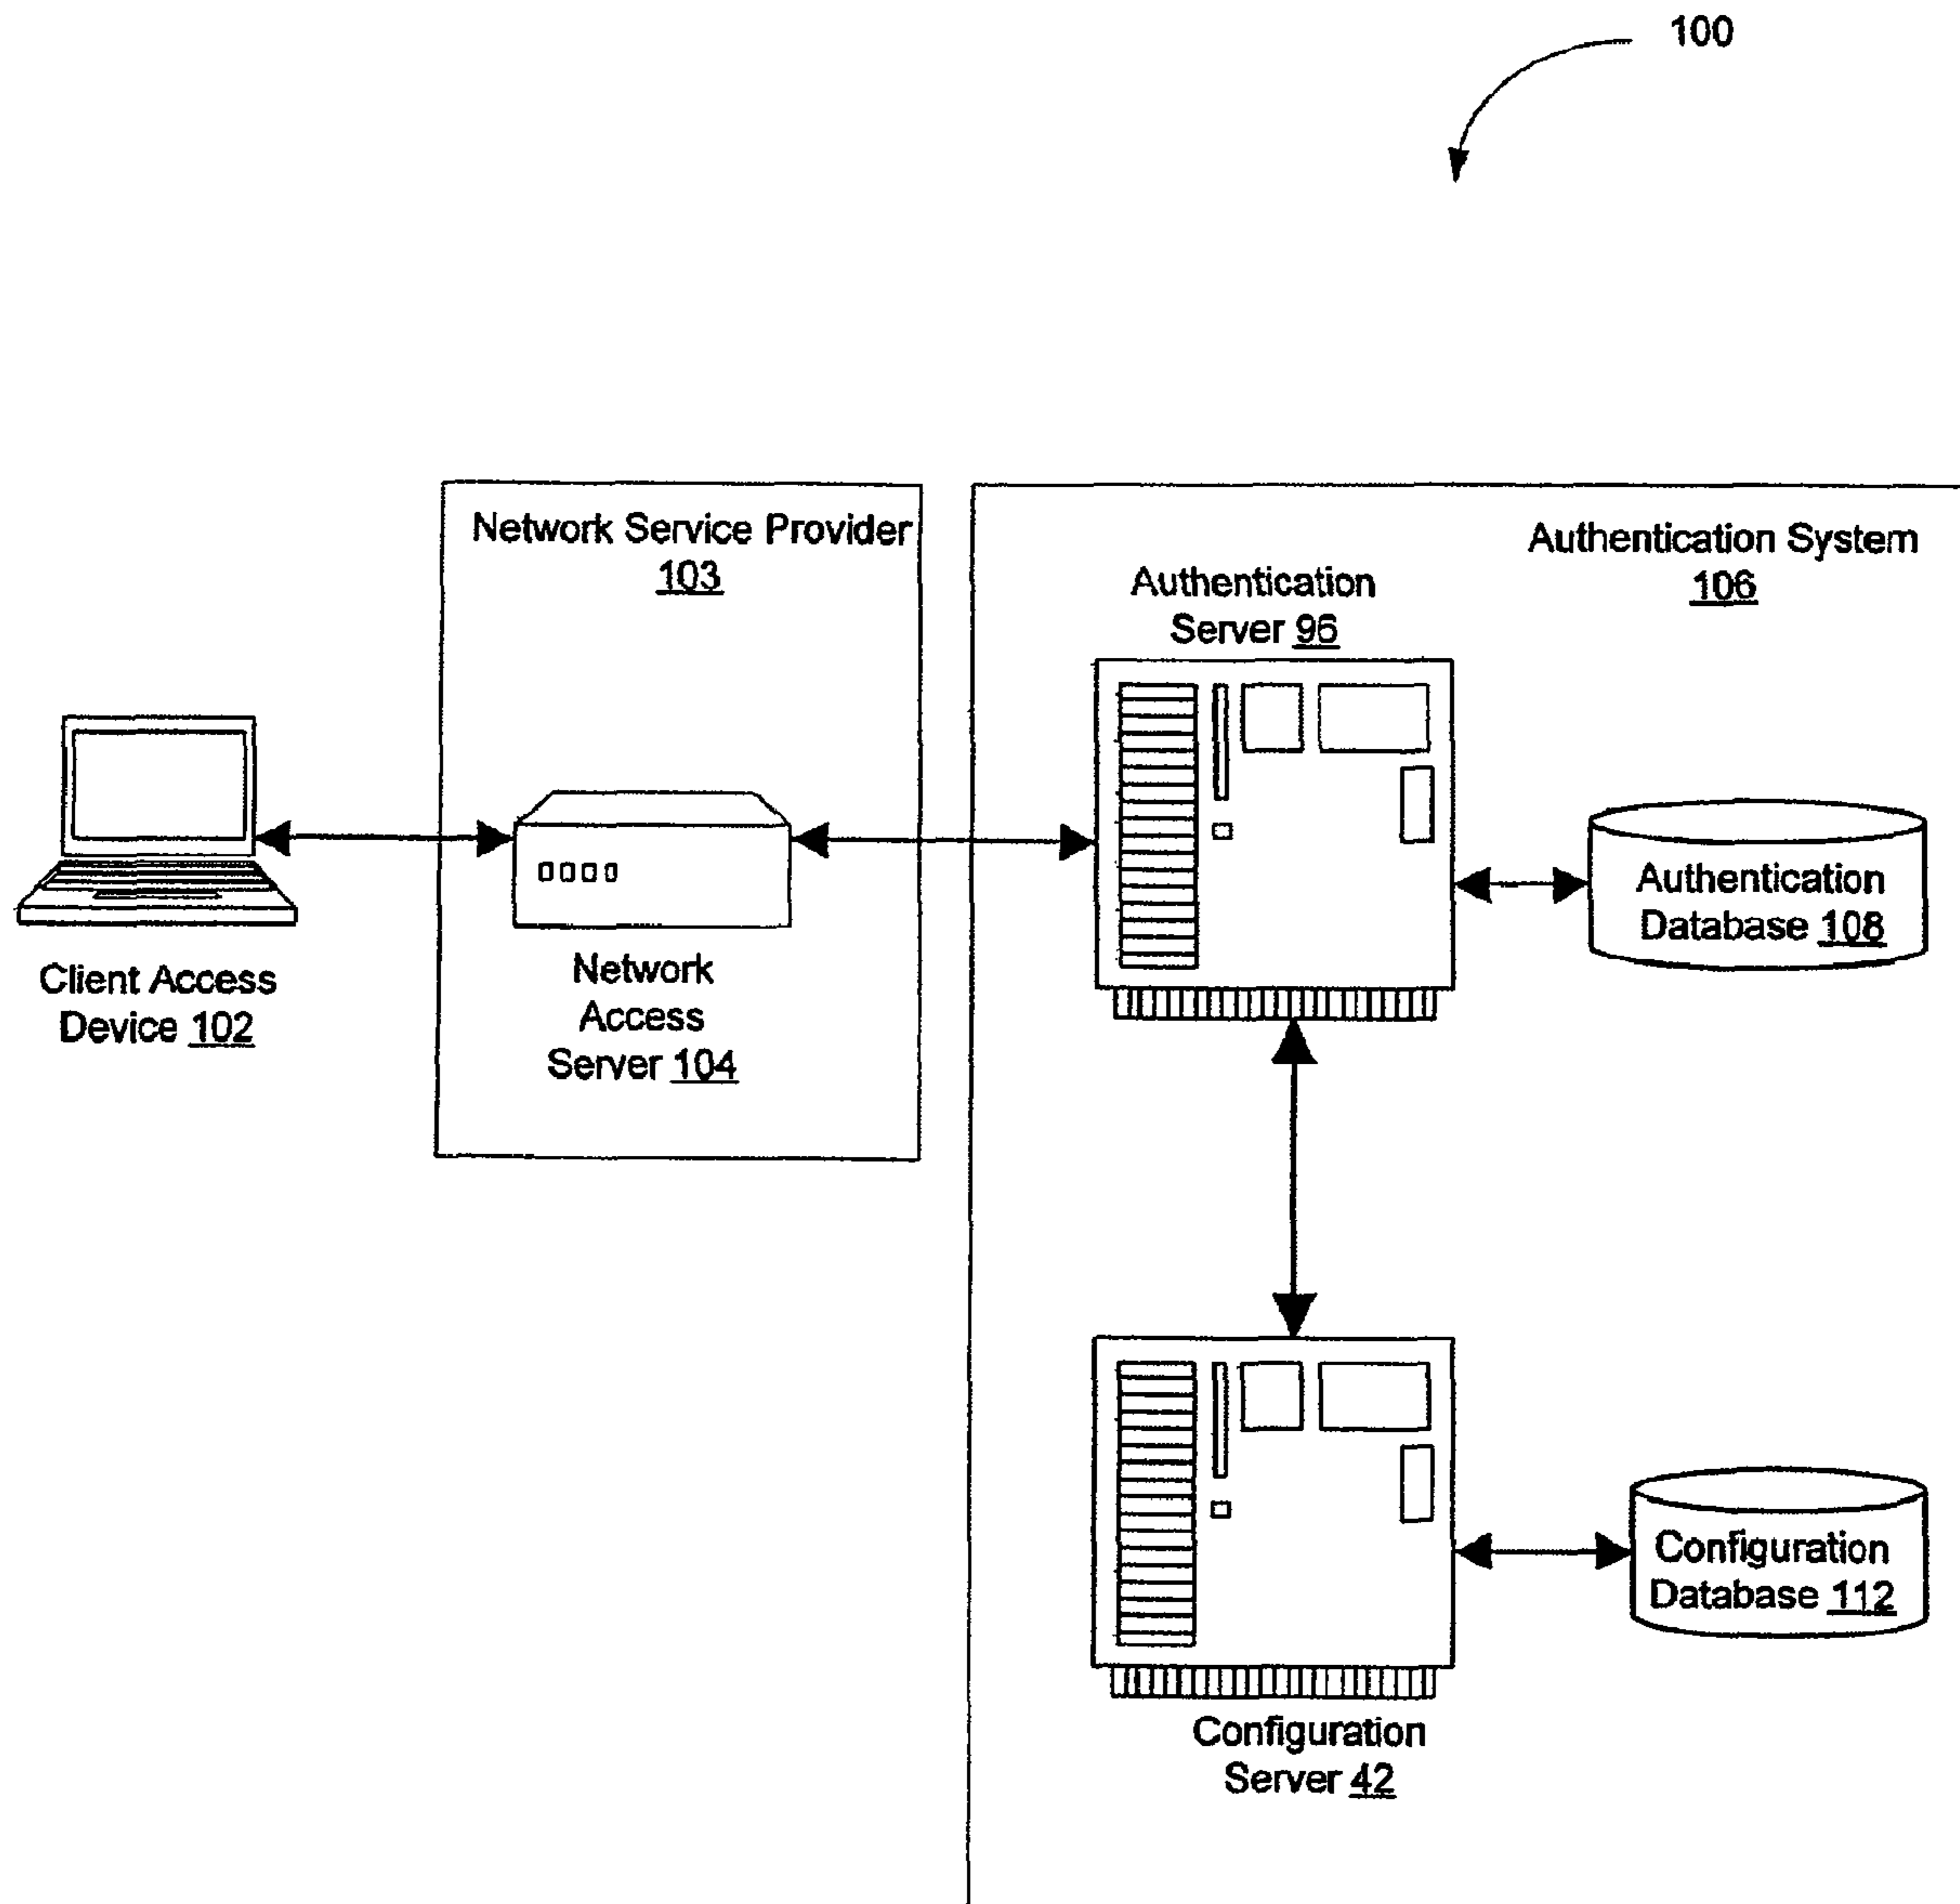 100
Network Service Provider
103
Authentication System
106
Authentication
Server 96
Client Access
Device 102
Network
Access
Server 104
Authentication
Database 108
Configuration
Database 112
Configuration
Server 42